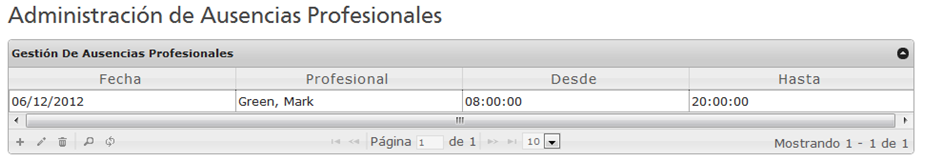 Administración de Ausencias Profesionales
Gestión De Ausencias Profesionales
Fecha Profesional Desde Hasta
06/12/2012 Green, Mark 08:00:00 20:00:00
Página 1 de 1 10 Mostrando 1 - 1 de 1